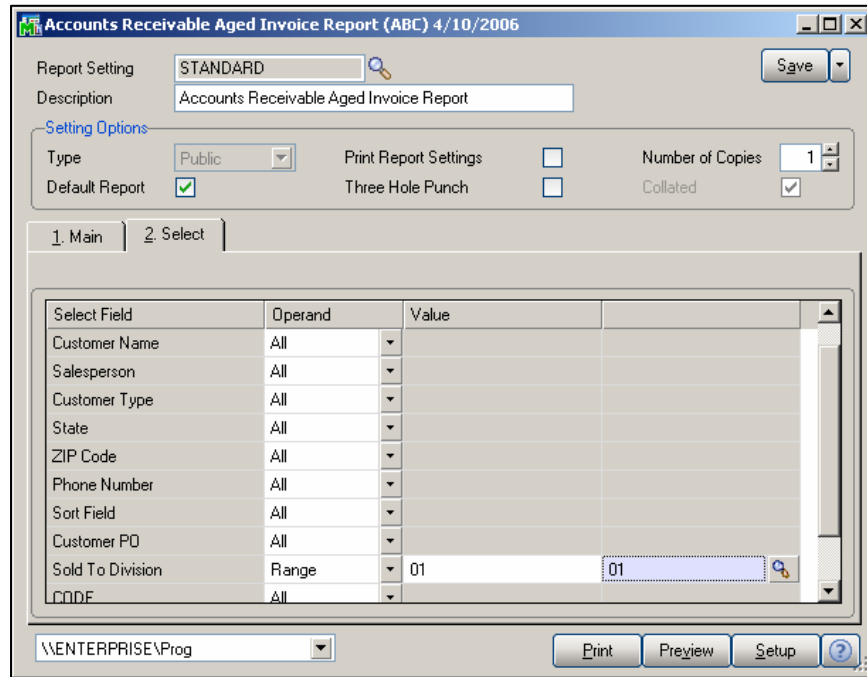 Accounts Receivable Aged Invoice Report (ABC) 4/10/2006
Report Setting STANDARD Save
Description Accounts Receivable Aged Invoice Report
Setting Options
Type Public Print Report Settings Number of Copies 1
Default Report Three Hole Punch Collated
1. Main 2. Select
Select Field Operand Value
Customer Name All
Salesperson All
Customer Type All
State All
ZIP Code All
Phone Number All
Sort Field All
Customer PO All
Sold To Division Range 01 01
CODE All
\\ENTERPRISE\Prog Print Preview Setup ?